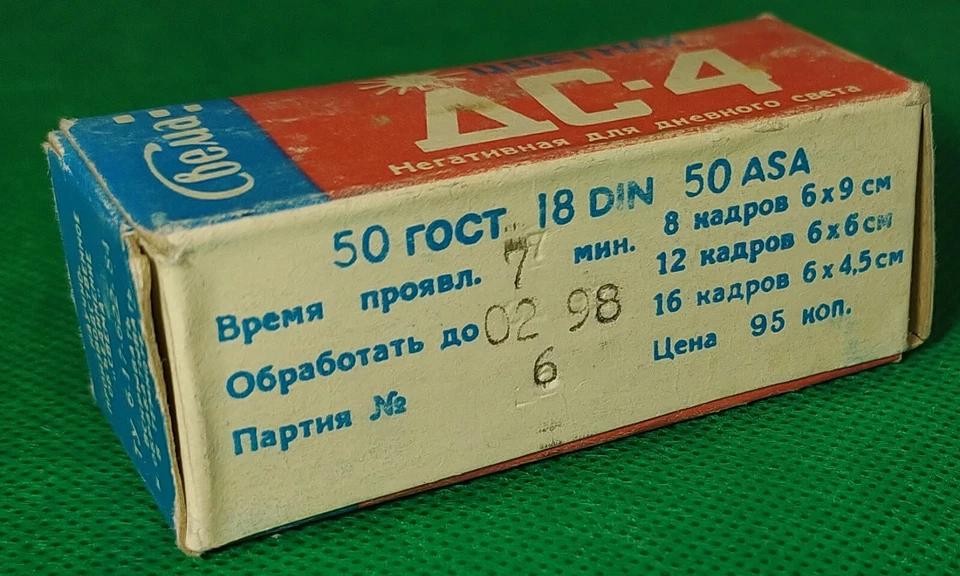 "Свема"
ЦВЕТНАЯ
ДС-4
Негативная для дневного света
50 ГОСТ 18 DIN 50 ASA
Время проявл. 7 мин.
Обработать до 02 98
Партия № 6
8 кадров 6х9 см
12 кадров 6х6 см
16 кадров 6х4,5 см
Цена 95 коп.